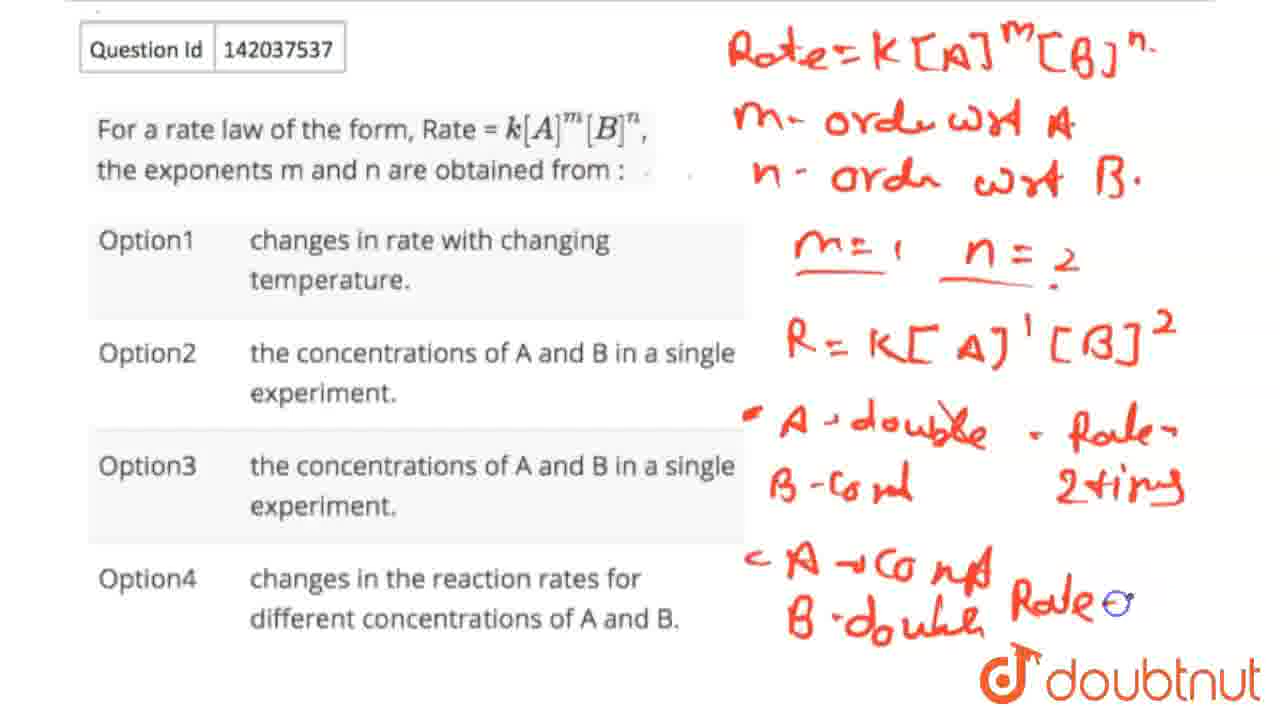 Question Id 142037537
For a rate law of the form, Rate = k[A]^m[B]^n,
the exponents m and n are obtained from :
Option1 changes in rate with changing
temperature.
Option2 the concentrations of A and B in a single
experiment.
Option3 the concentrations of A and B in a single
experiment.
Option4 changes in the reaction rates for
different concentrations of A and B.
Rate = K[A]^m[B]^n.
m - order wrt A
n - order wrt B.
m = 1 n = 2
R = K[A]^1[B]^2
A → double - Rate -
B - 2 times
A →
B - double Rate -
doubtnut